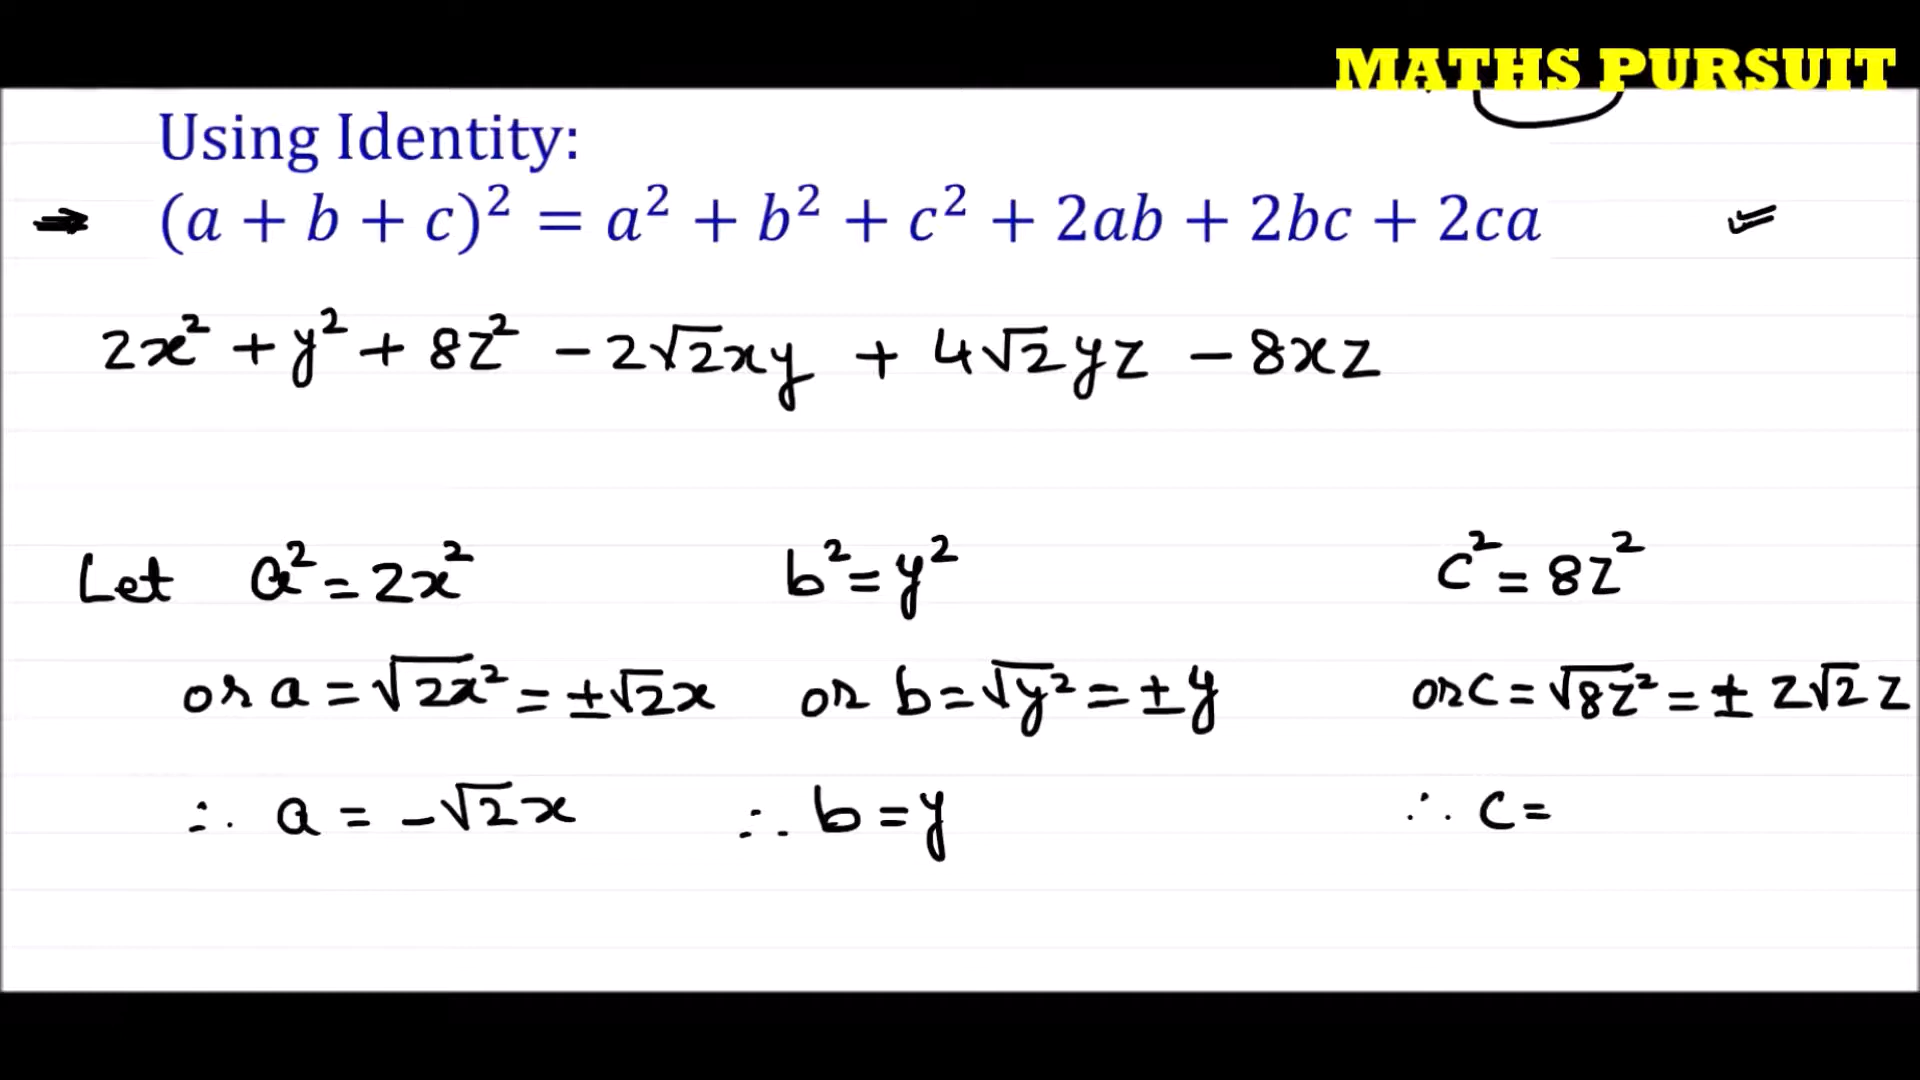 MATHS PURSUIT
Using Identity:
(a + b + c)² = a² + b² + c² + 2ab + 2bc + 2ca
2x² + y² + 8z² - 2√2xy + 4√2yz - 8xz
Let a² = 2x² b² = y² c² = 8z²
or a = √2x² = ±√2x or b = √y² = ±y or c = √8z² = ± 2√2z
∴ a = -√2x ∴ b = y ∴ c =